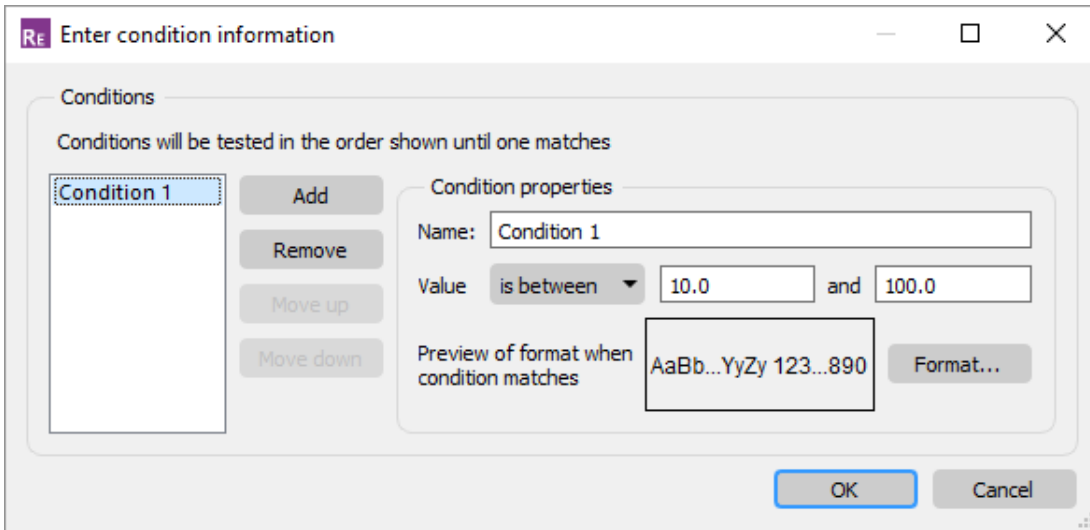 RE Enter condition information
Conditions
Conditions will be tested in the order shown until one matches
Condition 1
Add
Remove
Move up
Move down
Condition properties
Name: Condition 1
Value is between 10.0 and 100.0
Preview of format when
condition matches
AaBb...YyZy 123...890
Format...
OK Cancel